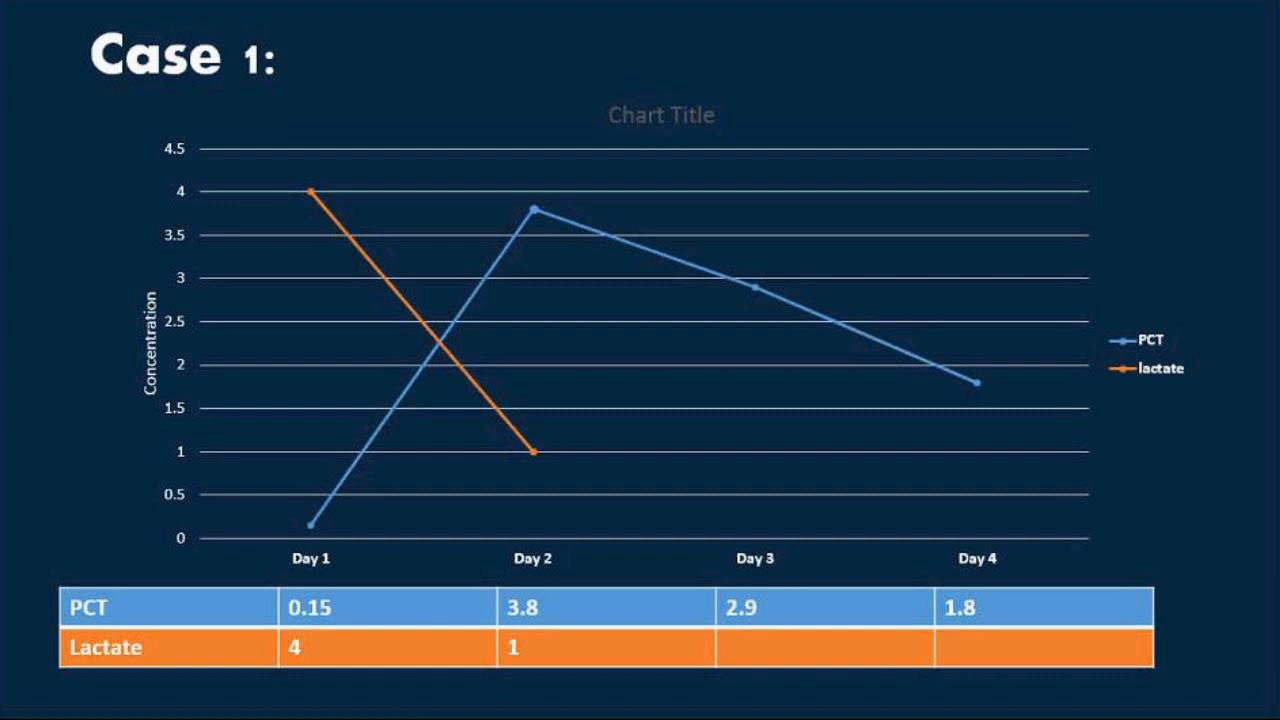 Case 1:
Chart Title
4.5
4
3.5
3
2.5
2
1.5
1
0.5
0
Concentration
Day 1 Day 2 Day 3 Day 4
PCT
lactate
PCT 0.15 3.8 2.9 1.8
Lactate 4 1